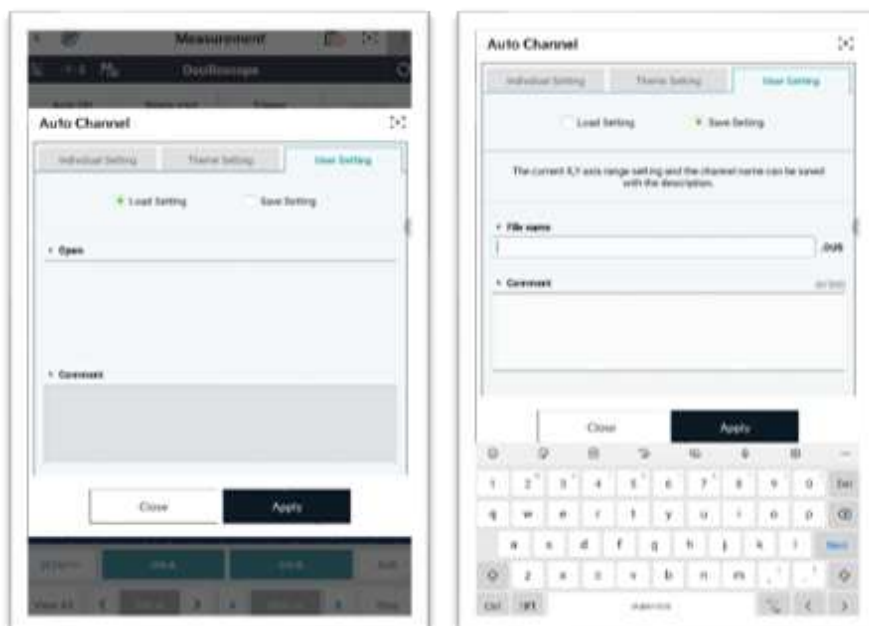 Measurement
Oscilloscope
Auto Channel
Individual Setting
Theme Setting
User Setting
Load Setting
Save Setting
Open
Comment
Close
Apply
View All
Auto Channel
Individual Setting
Theme Setting
User Setting
Load Setting
Save Setting
The current X,Y axis range setting and the channel name can be saved
with the description.
File name
Comment
Close
Apply
1 2 3 4 5 6 7 8 9 0 Del
q w e r t y u i o p
a s d f g h j k l Next
z x c v b n m
Ctrl